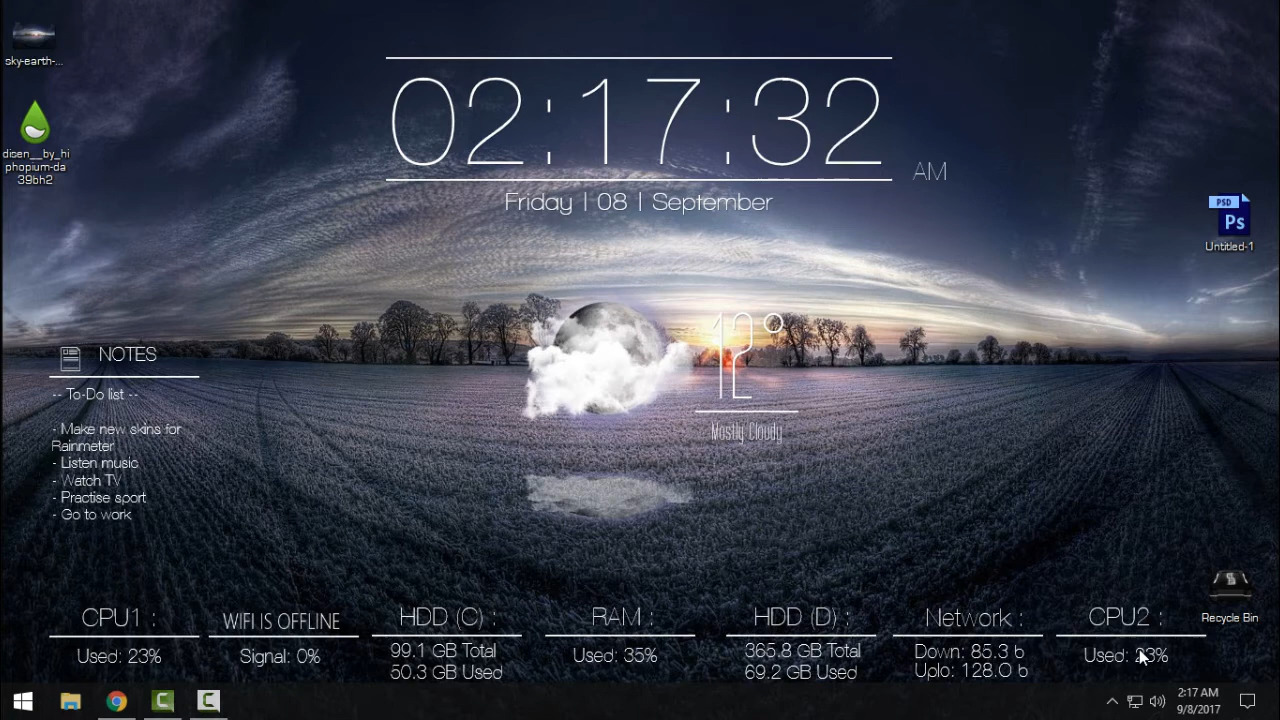 sky-earth-...
disen__by_hi
phopium-da
39bh2
02:17:32
AM
Friday | 08 | September
PSD
Ps
Untitled-1
12°
Mostly Cloudy
NOTES
-- To-Do list --
- Make new skins for
Rainmeter
- Listen music
- Watch TV
- Practise sport
- Go to work
Recycle Bin
CPU1 :
Used: 23%
WIFI IS OFFLINE
Signal: 0%
HDD (C) :
99.1 GB Total
50.3 GB Used
RAM :
Used: 35%
HDD (D) :
365.8 GB Total
69.2 GB Used
Network :
Down: 85.3 b
Uplo: 128.0 b
CPU2 :
Used: 23%
2:17 AM
9/8/2017